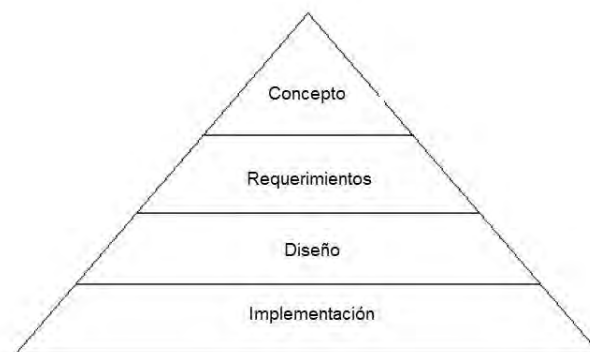 Concepto
Requerimientos
Diseño
Implementación